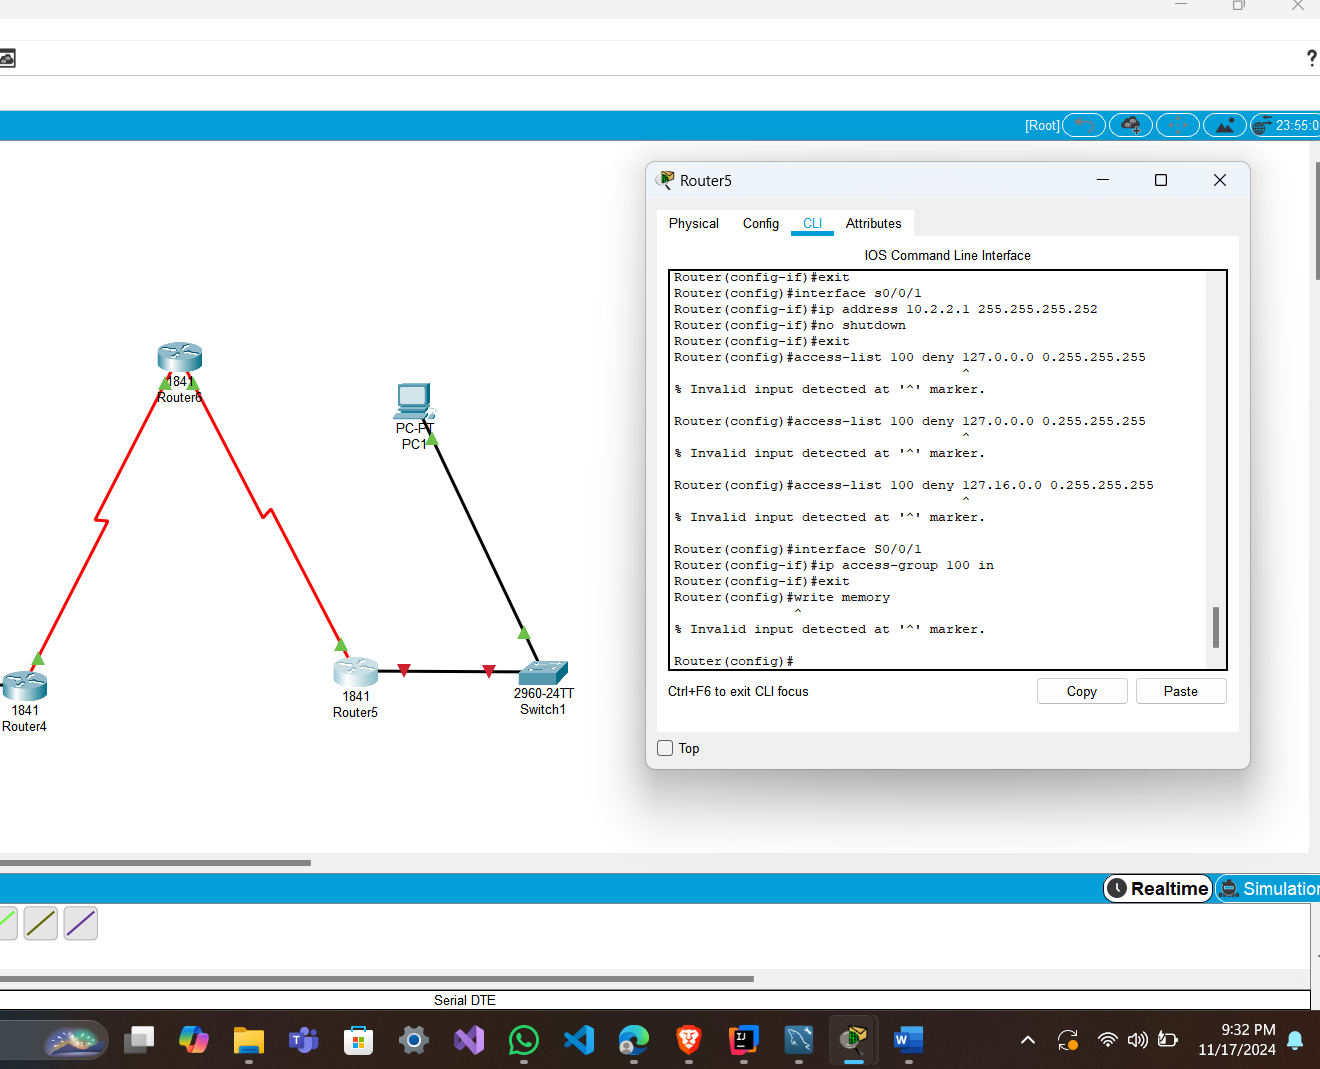 ?
[Root]
23:55:0
Router5
Physical
Config
CLI
Attributes
IOS Command Line Interface
Router(config-if)#exit
Router(config)#interface s0/0/1
Router(config-if)#ip address 10.2.2.1 255.255.255.252
Router(config-if)#no shutdown
Router(config-if)#exit
Router(config)#access-list 100 deny 127.0.0.0 0.255.255.255
^
% Invalid input detected at '^' marker.
Router(config)#access-list 100 deny 127.0.0.0 0.255.255.255
^
% Invalid input detected at '^' marker.
Router(config)#access-list 100 deny 127.16.0.0 0.255.255.255
^
% Invalid input detected at '^' marker.
Router(config)#interface S0/0/1
Router(config-if)#ip access-group 100 in
Router(config-if)#exit
Router(config)#write memory
^
% Invalid input detected at '^' marker.
Router(config)#
Ctrl+F6 to exit CLI focus
Copy
Paste
Top
1841
Router6
PC-PT
PC1
1841
Router4
1841
Router5
2960-24TT
Switch1
Realtime
Simulation
Serial DTE
9:32 PM
11/17/2024